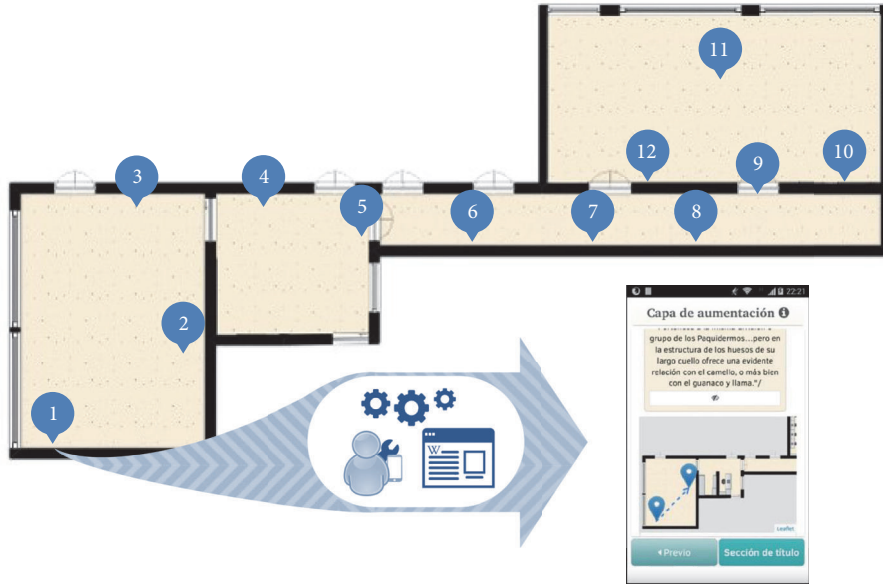 11
12
9
10
3
4
5
6
7
8
2
1
W
22:21
Capa de aumentación
grupo de los Paquidermos...pero en
la estructura de los huesos de su
largo cuello ofrece una evidente
relción con el camello, o más bien
con el guanaco y llama."/
Leaflet
Previo
Sección de título